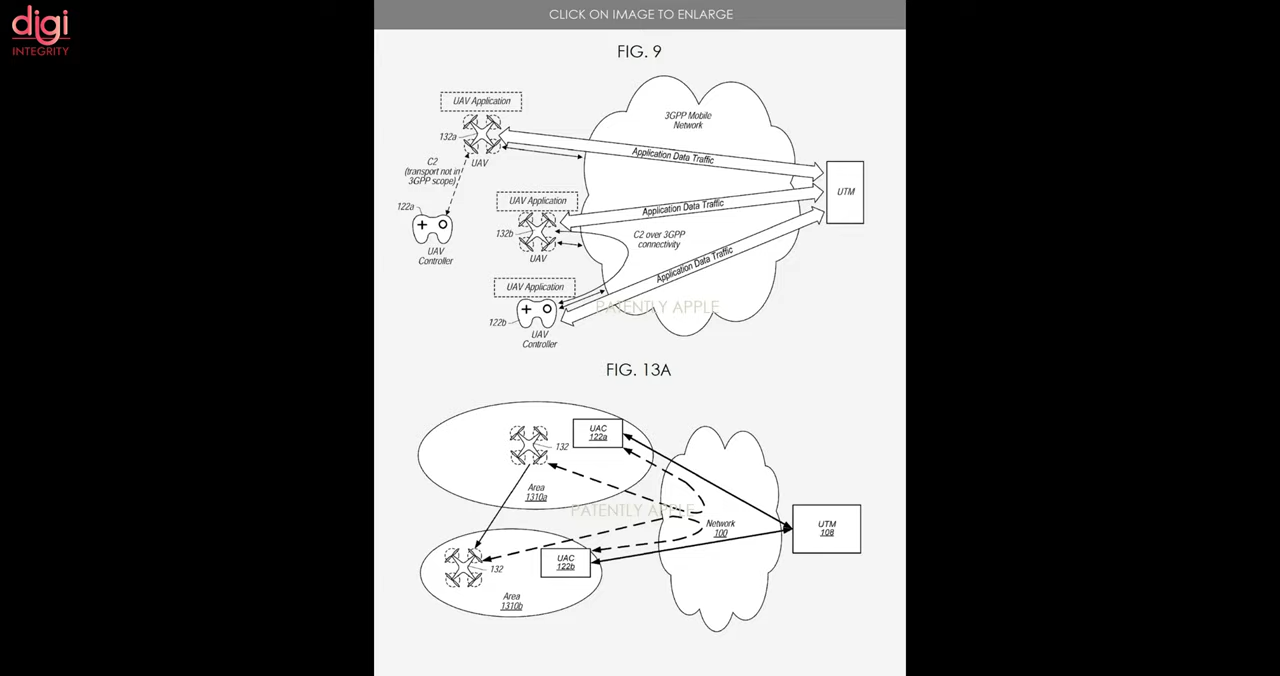 digi
INTEGRITY
CLICK ON IMAGE TO ENLARGE
FIG. 9
UAV Application
132a
UAV
C2
(transport not in
3GPP scope)
122a
UAV
Controller
UAV Application
132b
UAV
UAV Application
122b
UAV
Controller
3GPP Mobile
Network
Application Data Traffic
Application Data Traffic
C2 over 3GPP
connectivity
Application Data Traffic
UTM
PATENTLY APPLE
FIG. 13A
132
UAC
122a
Area
1310a
PATENTLY APPLE
Network
100
UTM
108
132
UAC
122b
Area
1310b